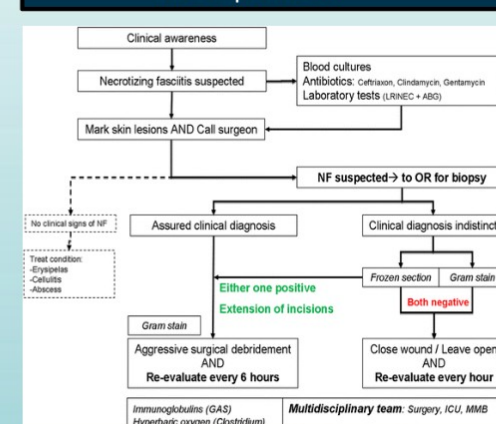 Clinical awareness
Necrotizing fasciitis suspected
Blood cultures
Antibiotics: Ceftriaxon, Clindamycin, Gentamycin
Laboratory tests (LRINEC + ABG)
Mark skin lesions AND Call surgeon
NF suspected→ to OR for biopsy
No clinical signs of NF
Assured clinical diagnosis
Clinical diagnosis indistinct
Treat condition:
-Erysipelas
-Cellulitis
-Abscess
Frozen section
Gram stain
Either one positive
Extension of incisions
Both negative
Gram stain
Aggressive surgical debridement
AND
Re-evaluate every 6 hours
Close wound / Leave open
AND
Re-evaluate every hour
Immunoglobulins (GAS)
Hyperbaric oxygen (Clostridium)
Multidisciplinary team: Surgery, ICU, MMB